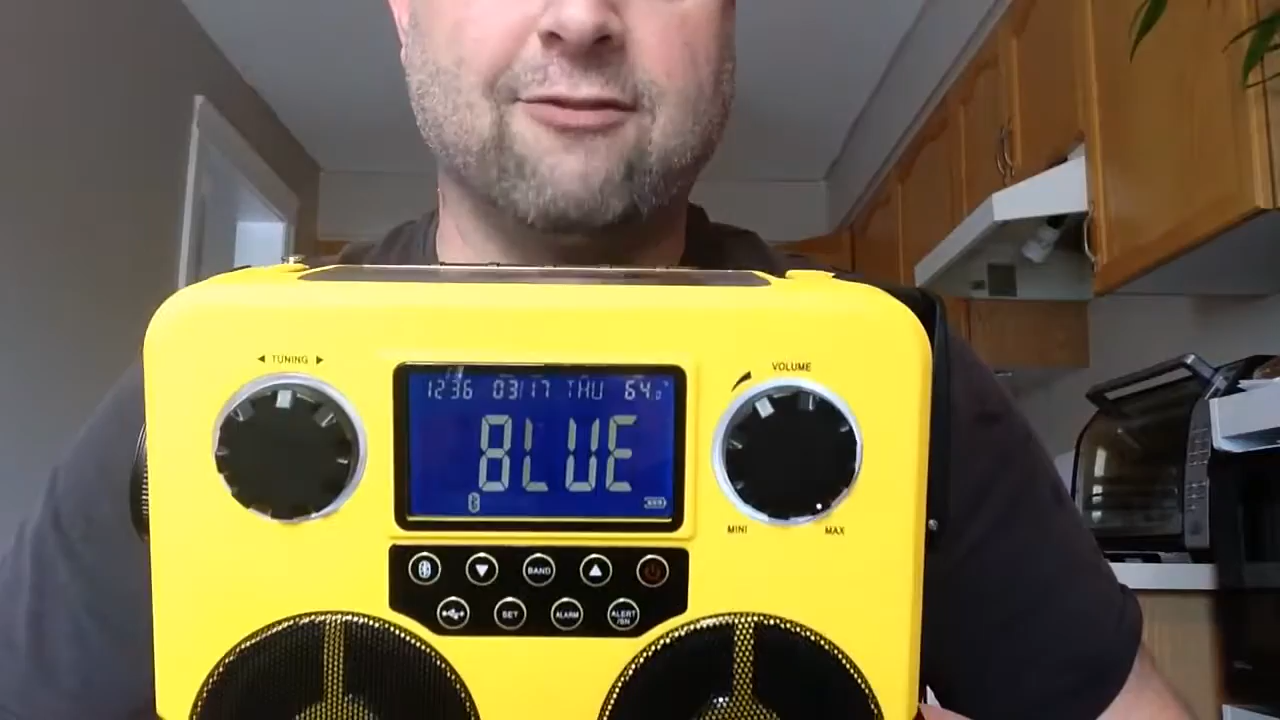 ◄ TUNING ►
VOLUME
12:36 03/17 THU 64°
BLUE
MINI MAX
BAND
SET ALARM ALERT
/SN